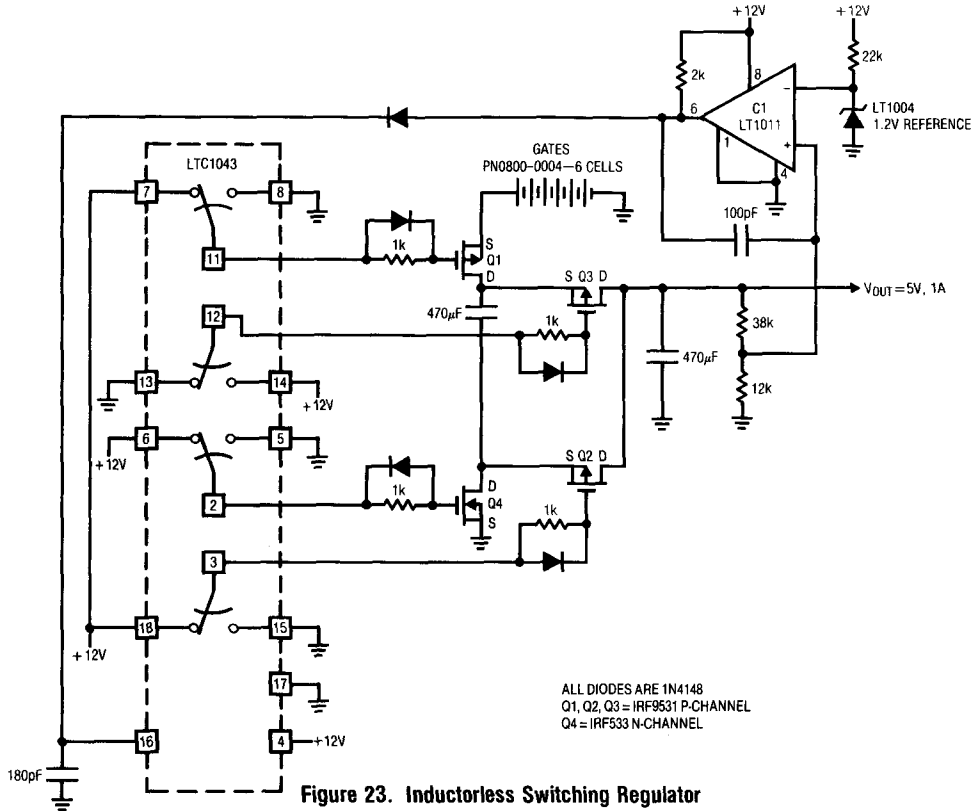 +12V
+12V
2k
8
22k
6
C1
LT1011
−
+
1
4
LT1004
1.2V REFERENCE
100pF
LTC1043
GATES
PN0800-0004–6 CELLS
7
8
11
1k
S
Q1
D
470µF
S Q3 D
VOUT = 5V, 1A
12
1k
38k
470µF
13
14
+12V
12k
6
5
+12V
2
1k
D
Q4
S
S Q2 D
1k
3
18
15
+12V
17
16
4
+12V
180pF
ALL DIODES ARE 1N4148
Q1, Q2, Q3 = IRF9531 P-CHANNEL
Q4 = IRF533 N-CHANNEL
Figure 23. Inductorless Switching Regulator